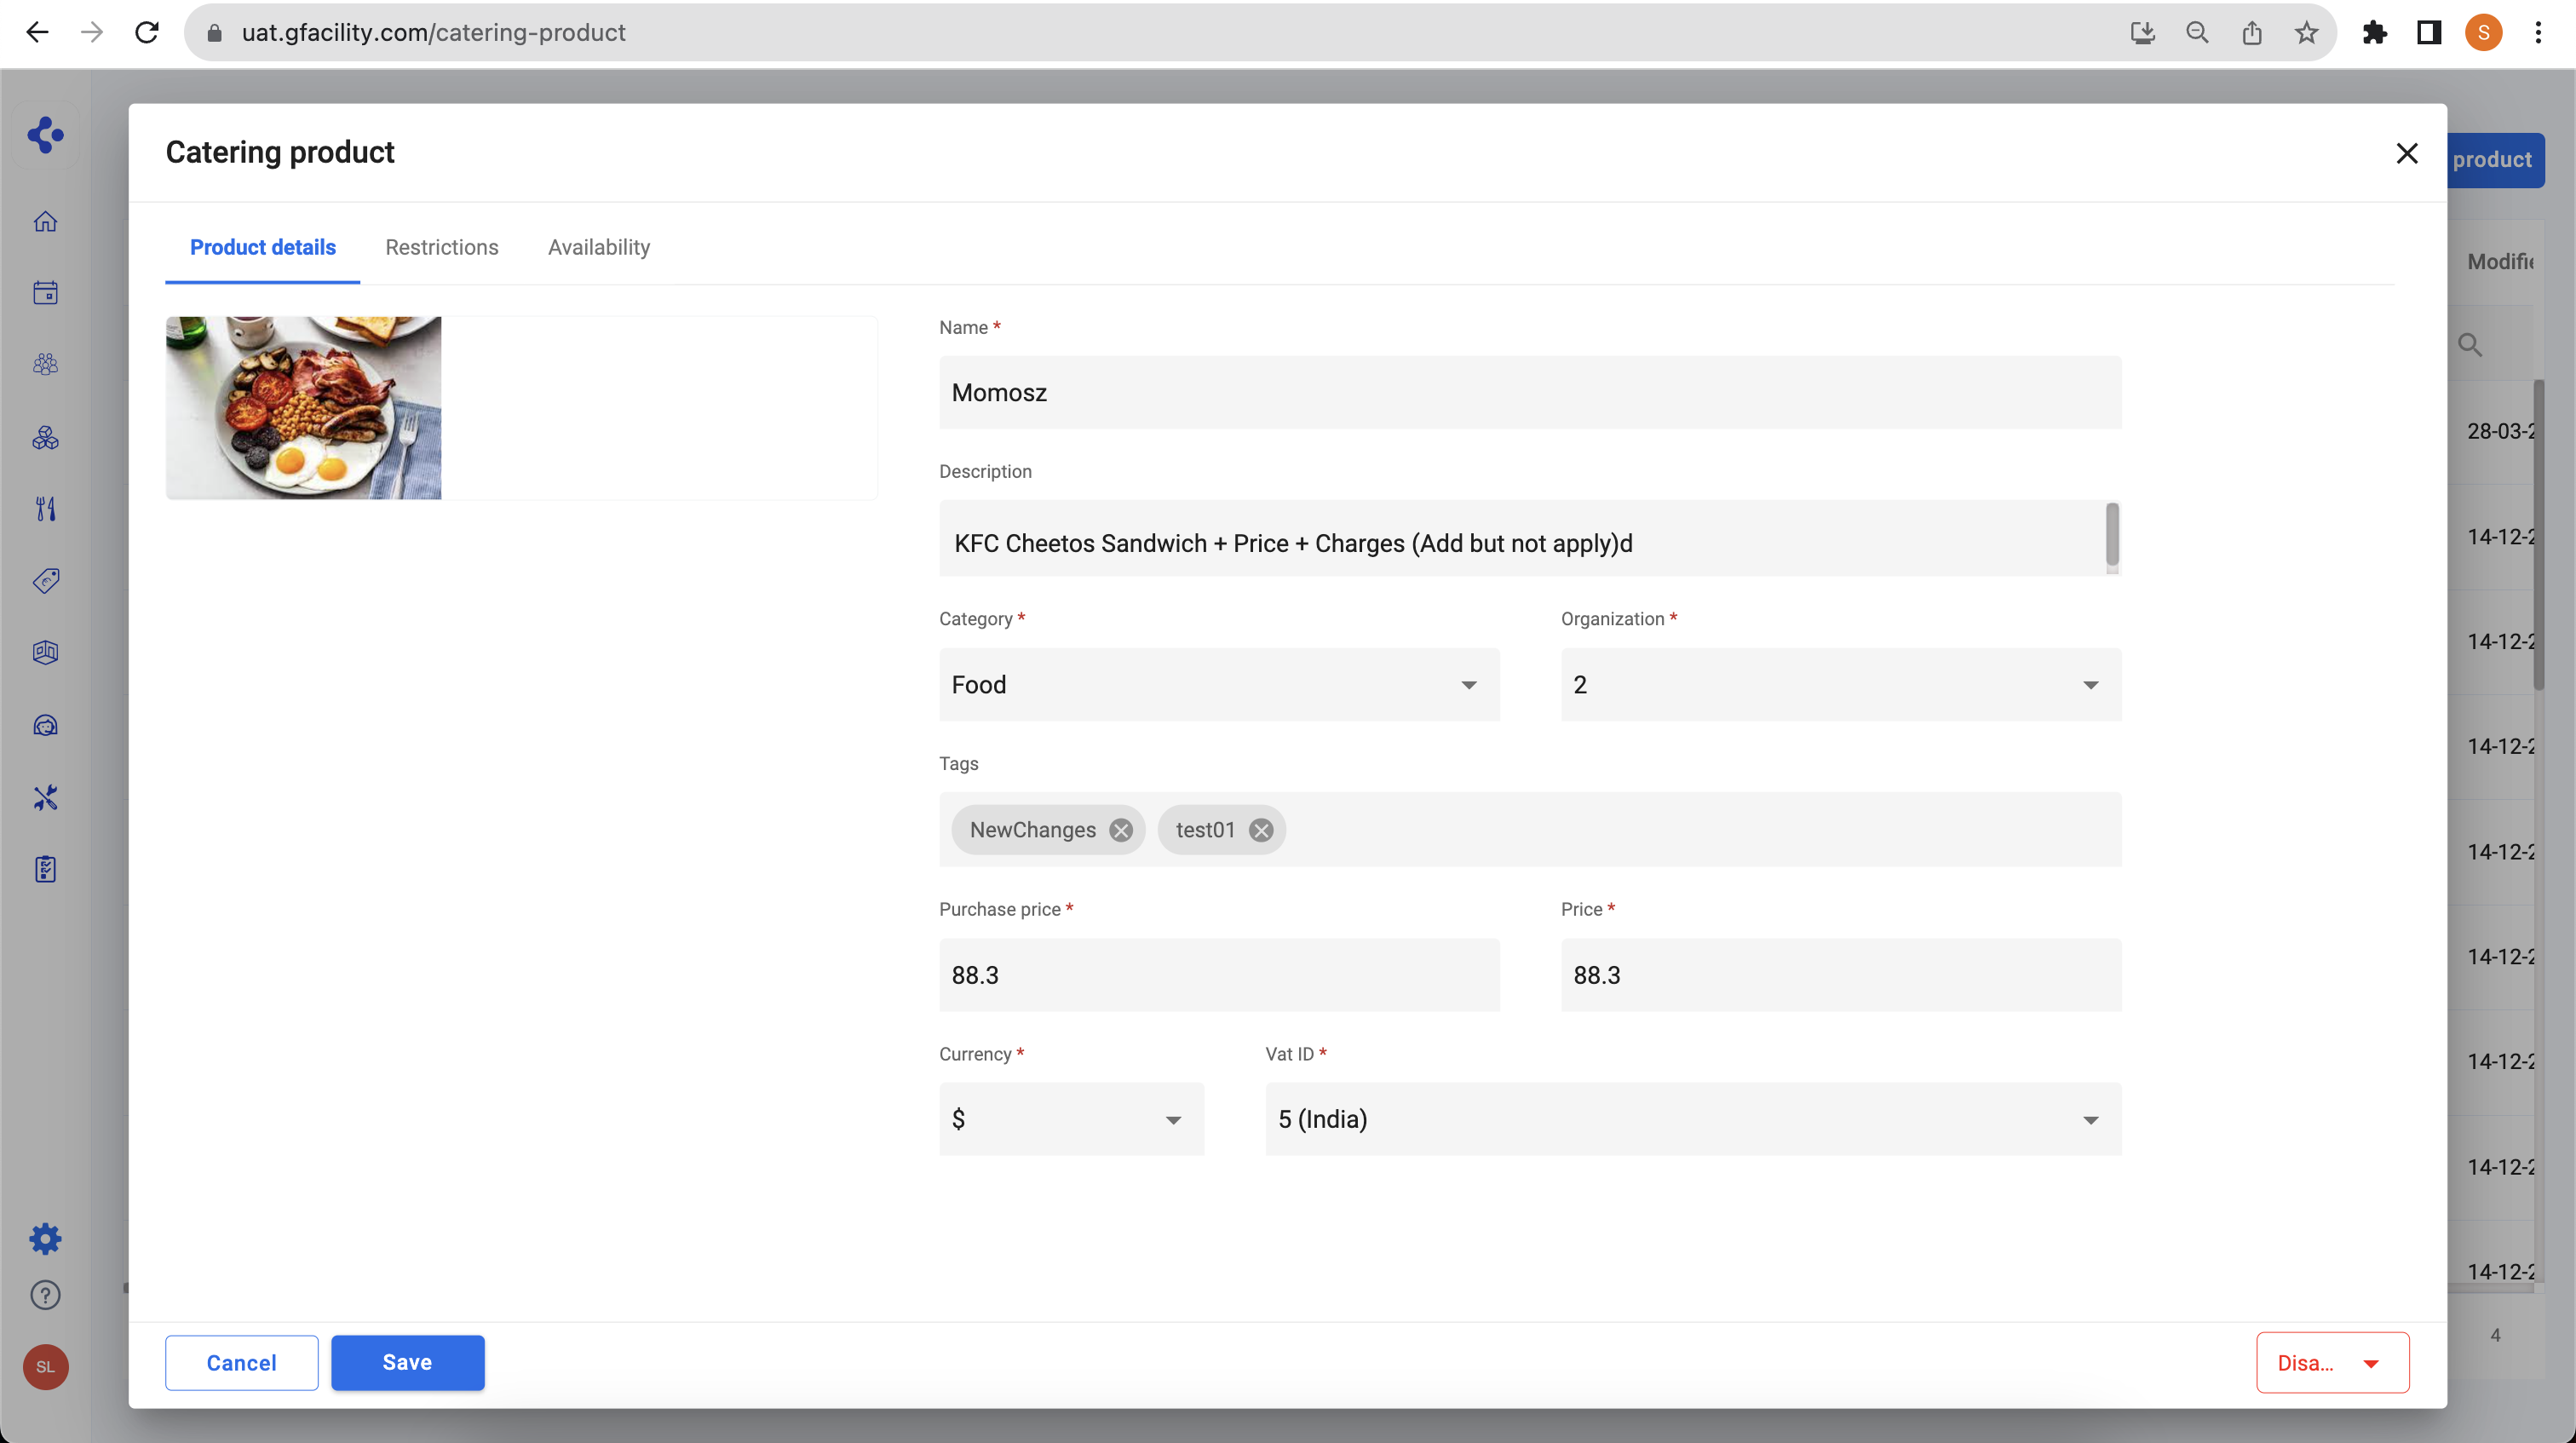 uat.gfacility.com/catering-product
S
Catering product
product
Product details
Restrictions
Availability
Name *
Momosz
Description
KFC Cheetos Sandwich + Price + Charges (Add but not apply)d
Category *
Organization *
Food
2
Tags
NewChanges
test01
Purchase price *
Price *
88.3
88.3
Currency *
Vat ID *
$
5 (India)
Cancel
Save
Disa...
Modifie
28-03-2
14-12-2
14-12-2
14-12-2
14-12-2
14-12-2
14-12-2
14-12-2
14-12-2
4
?
SL